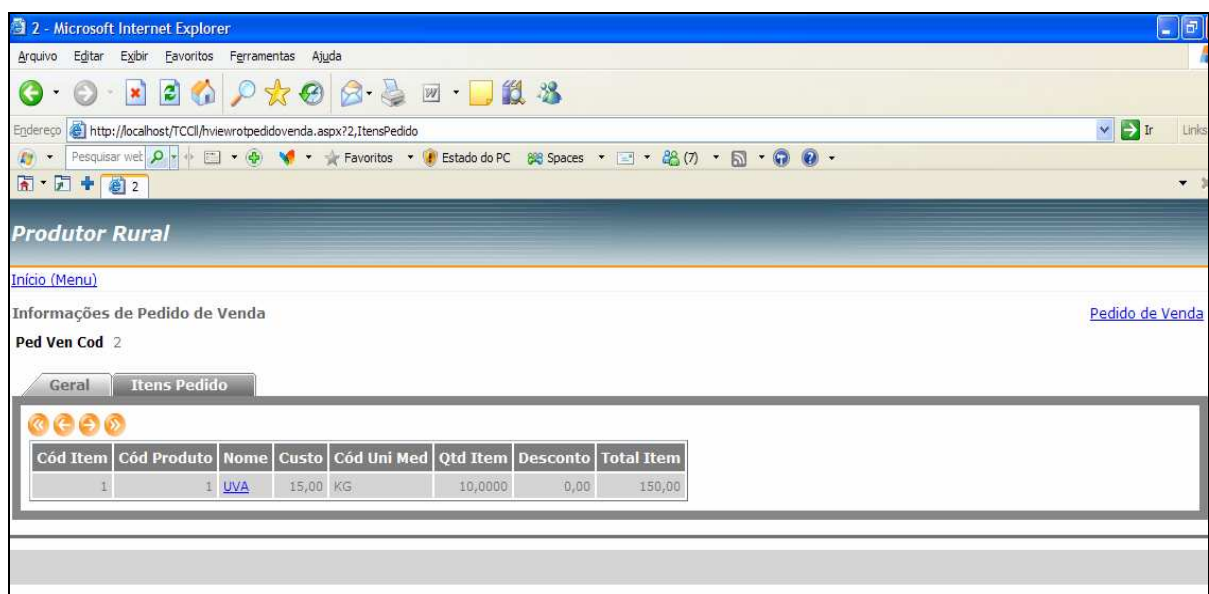 2 - Microsoft Internet Explorer
Arquivo Editar Exibir Favoritos Ferramentas Ajuda
Endereço http://localhost/TCCII/hviewrotpedidovenda.aspx?2,ItensPedido Ir Links
Pesquisar web Favoritos Estado do PC Spaces (7)
2
Produtor Rural
Início (Menu)
Informações de Pedido de Venda Pedido de Venda
Ped Ven Cod 2
Geral Itens Pedido
Cód Item Cód Produto Nome Custo Cód Uni Med Qtd Item Desconto Total Item
1 1 UVA 15,00 KG 10,0000 0,00 150,00